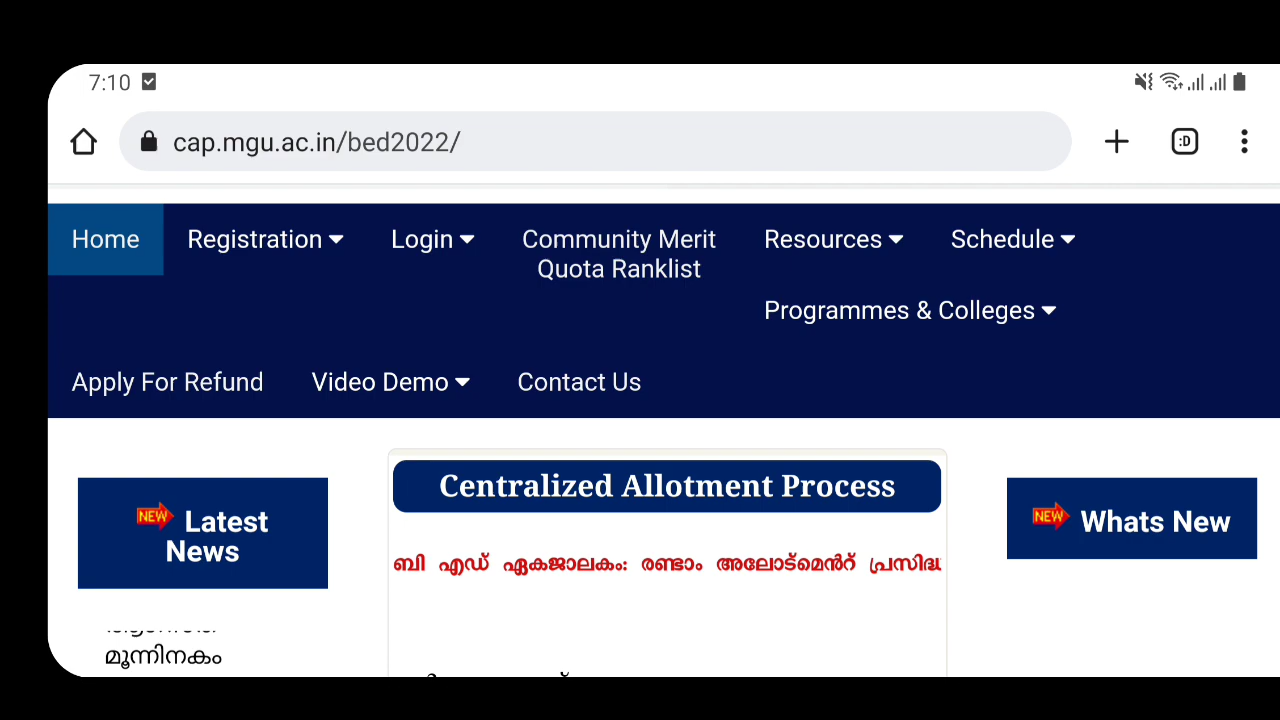 7:10
cap.mgu.ac.in/bed2022/
:D
Home Registration Login Community Merit Resources Schedule
Quota Ranklist
Programmes & Colleges
Apply For Refund Video Demo Contact Us
Centralized Allotment Process
NEW Latest
News
NEW Whats New
ബി എഡ് ഏകജാലകം: രണ്ടാം അലോട്മെൻറ് പ്രസിദ്ധ
മൂന്നിനകം